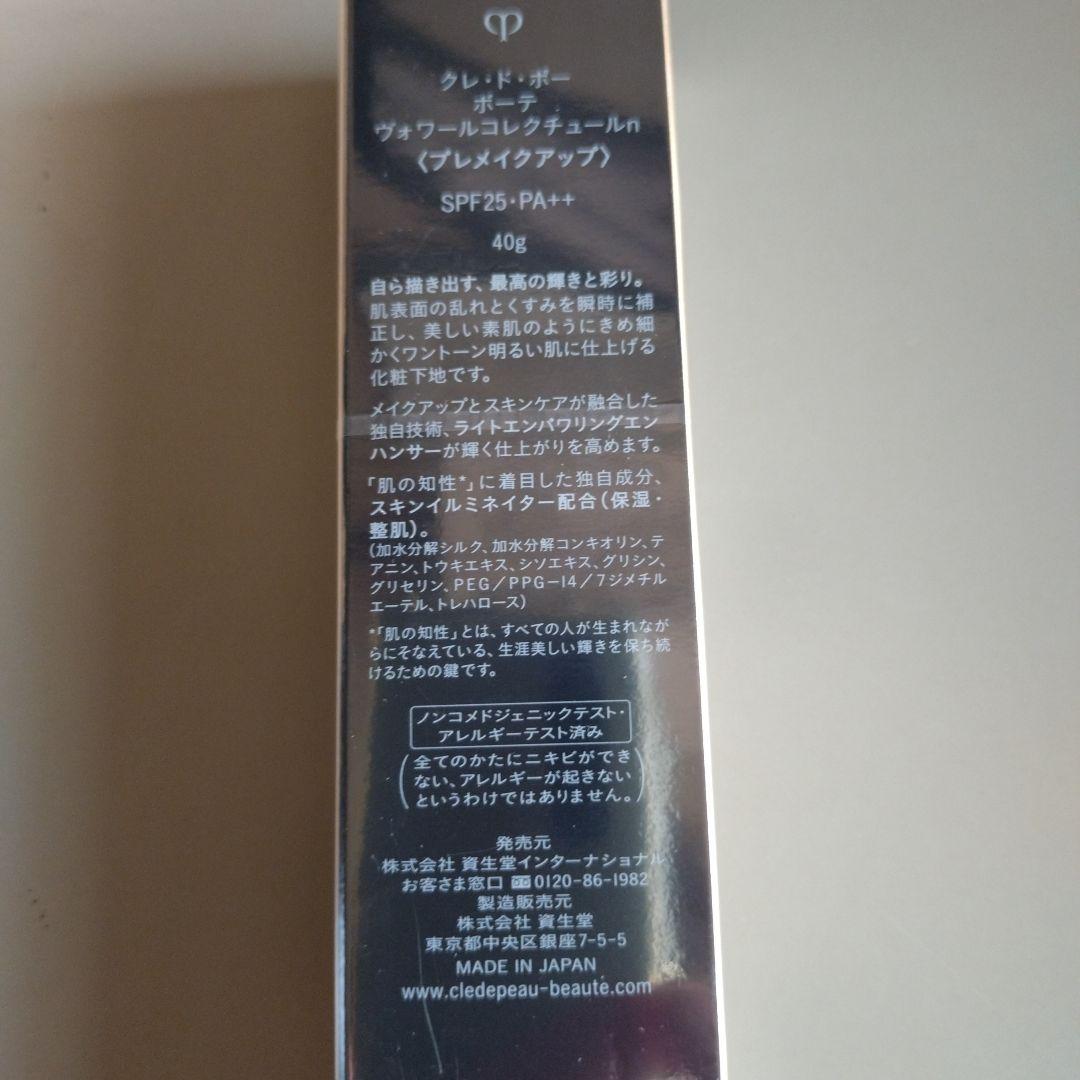 クレ・ド・ポー
ボーテ
ヴォワールコレクチュールn
〈プレメイクアップ〉
SPF25・PA++
40g
自ら描き出す、最高の輝きと彩り。
肌表面の乱れとくすみを瞬時に補
正し、美しい素肌のようにきめ細
かくワントーン明るい肌に仕上げる
化粧下地です。
メイクアップとスキンケアが融合した
独自技術、ライトエンパワリングエン
ハンサーが輝く仕上がりを高めます。
「肌の知性*」に着目した独自成分、
スキンイルミネイター配合(保湿・
整肌)。
(加水分解シルク、加水分解コンキオリン、テ
アニン、トウキエキス、シソエキス、グリシン、
グリセリン、PEG/PPG-14/7ジメチル
エーテル、トレハロース)
*「肌の知性」とは、すべての人が生まれなが
らにそなえている、生涯美しい輝きを保ち続
けるための鍵です。
ノンコメドジェニックテスト・
アレルギーテスト済み
(全てのかたにニキビができ
ない、アレルギーが起きない
というわけではありません。)
発売元
株式会社 資生堂インターナショナル
お客さま窓口 0120-86-1982
製造販売元
株式会社 資生堂
東京都中央区銀座7-5-5
MADE IN JAPAN
www.cledepeau-beaute.com